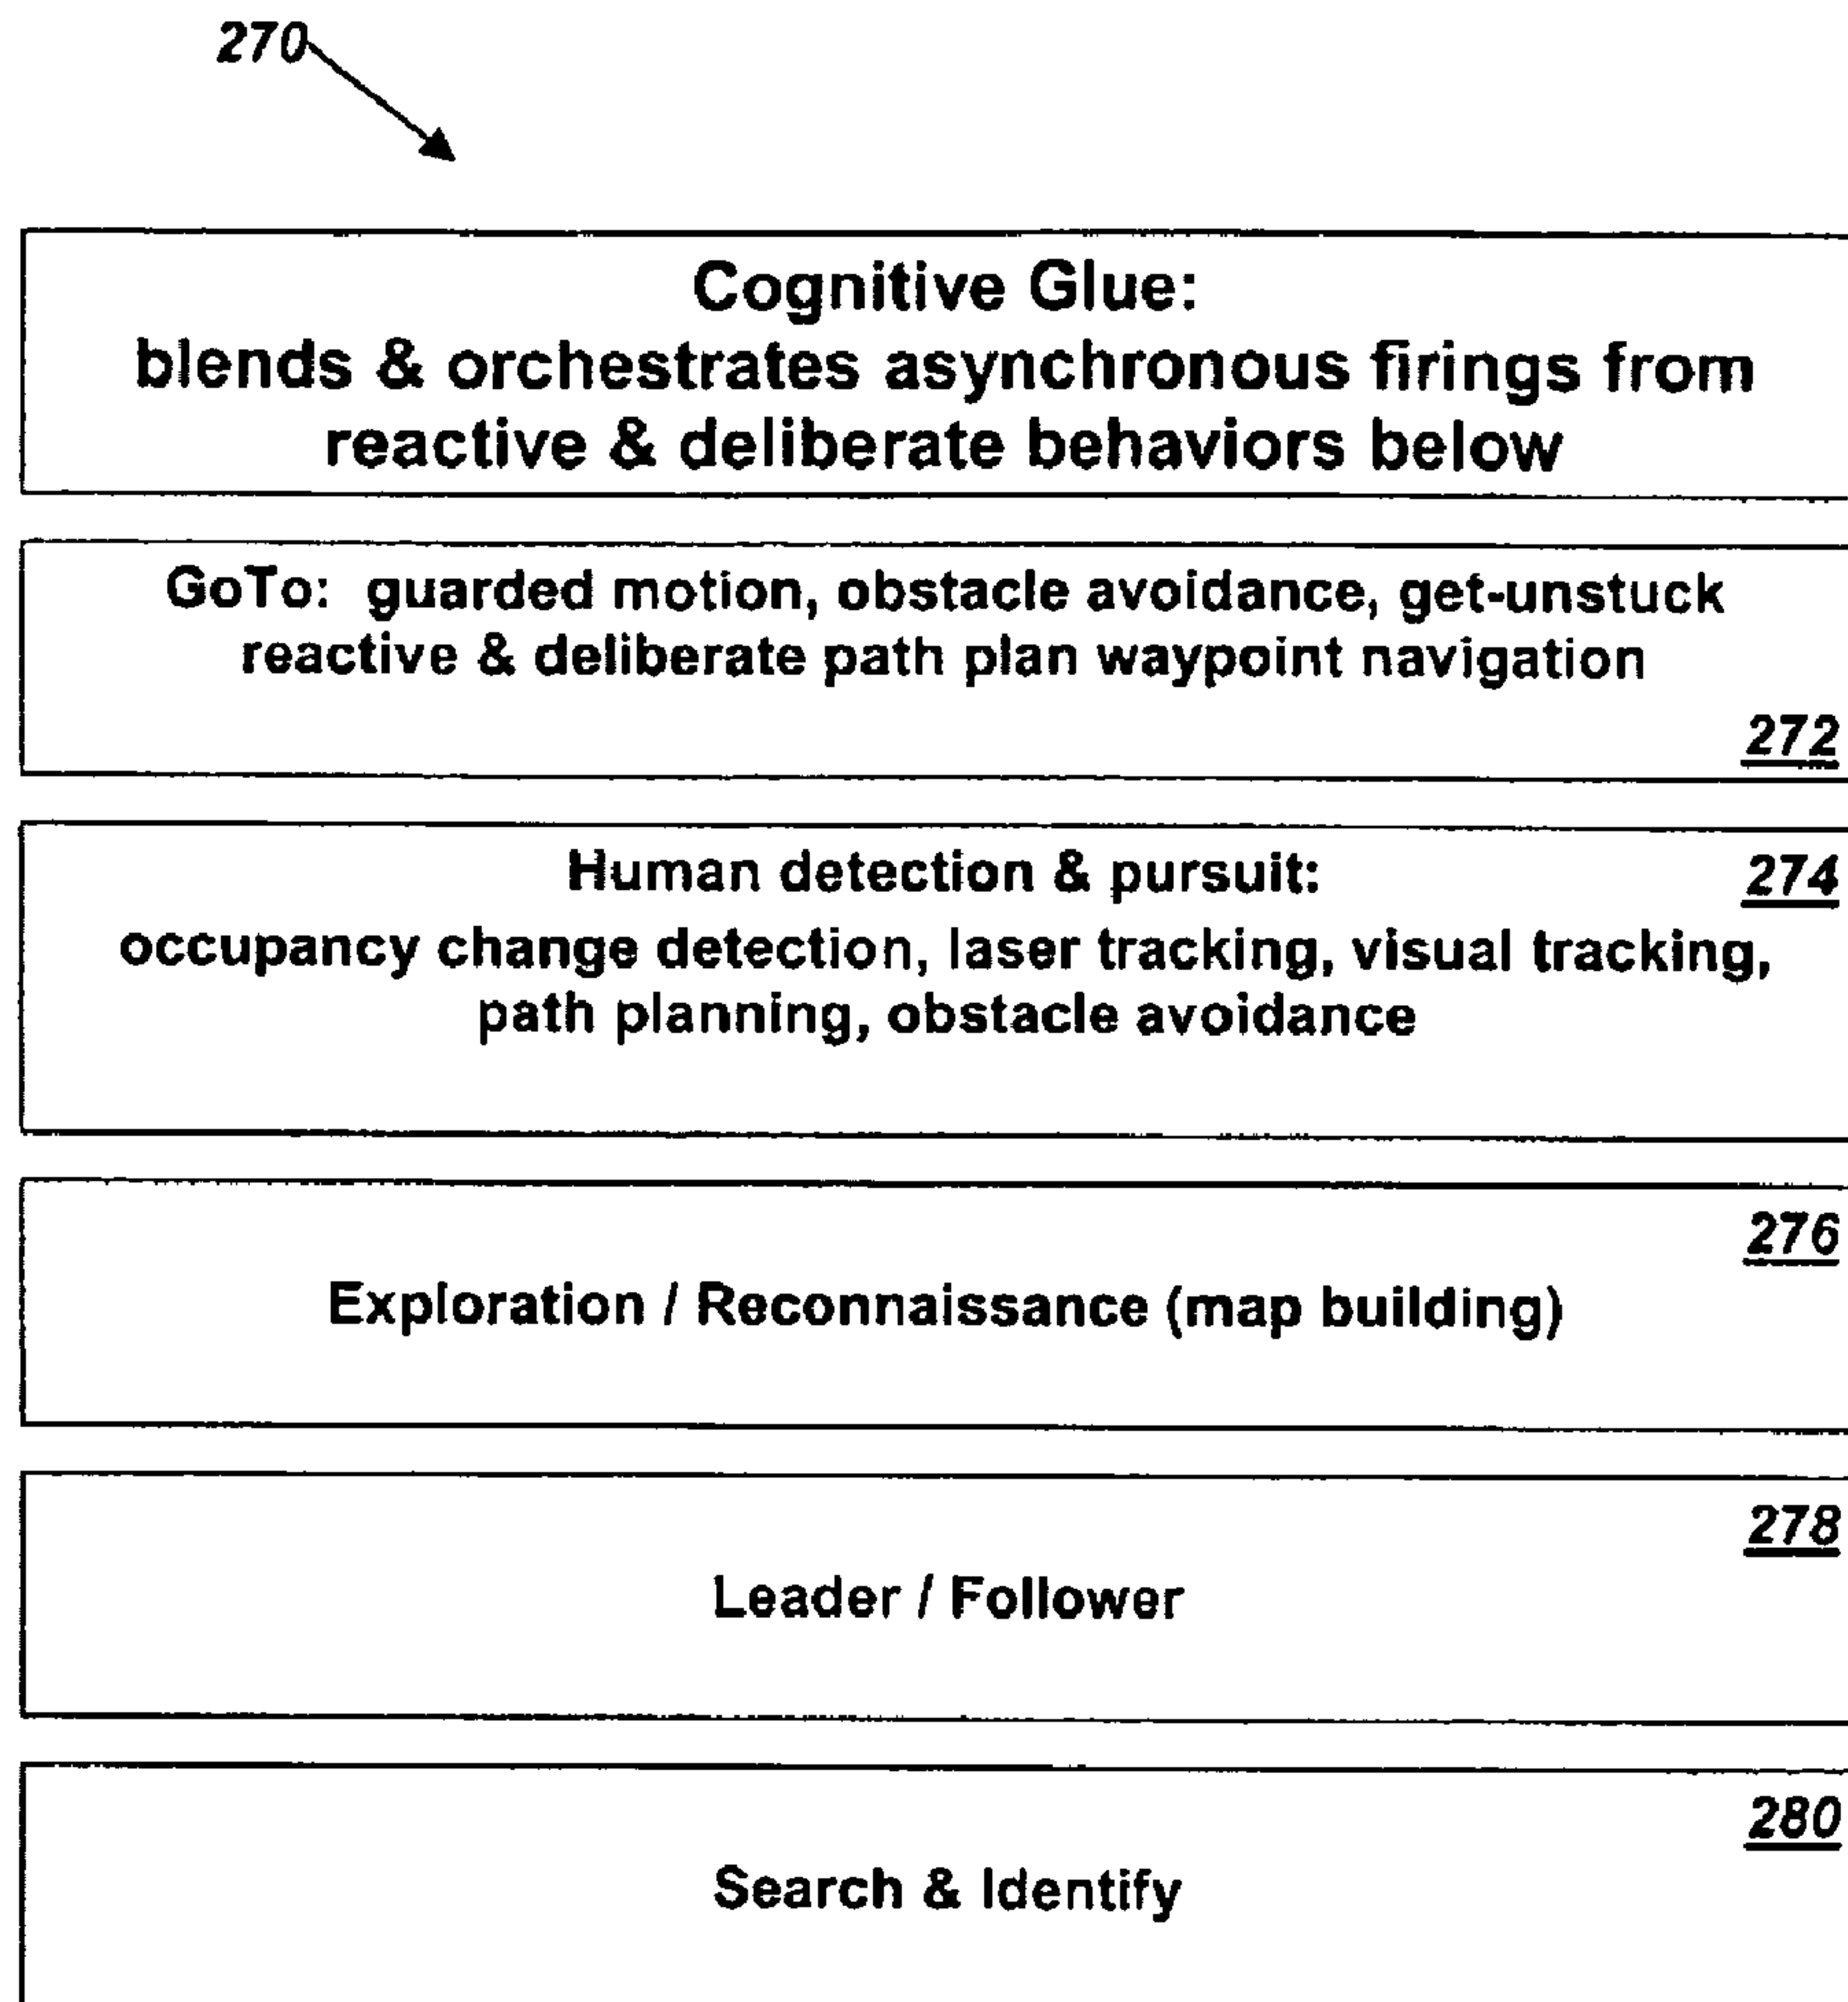 270
Cognitive Glue:
blends & orchestrates asynchronous firings from
reactive & deliberate behaviors below
GoTo: guarded motion, obstacle avoidance, get-unstuck
reactive & deliberate path plan waypoint navigation
272
Human detection & pursuit:
274
occupancy change detection, laser tracking, visual tracking,
path planning, obstacle avoidance
276
Exploration / Reconnaissance (map building)
278
Leader / Follower
280
Search & Identify